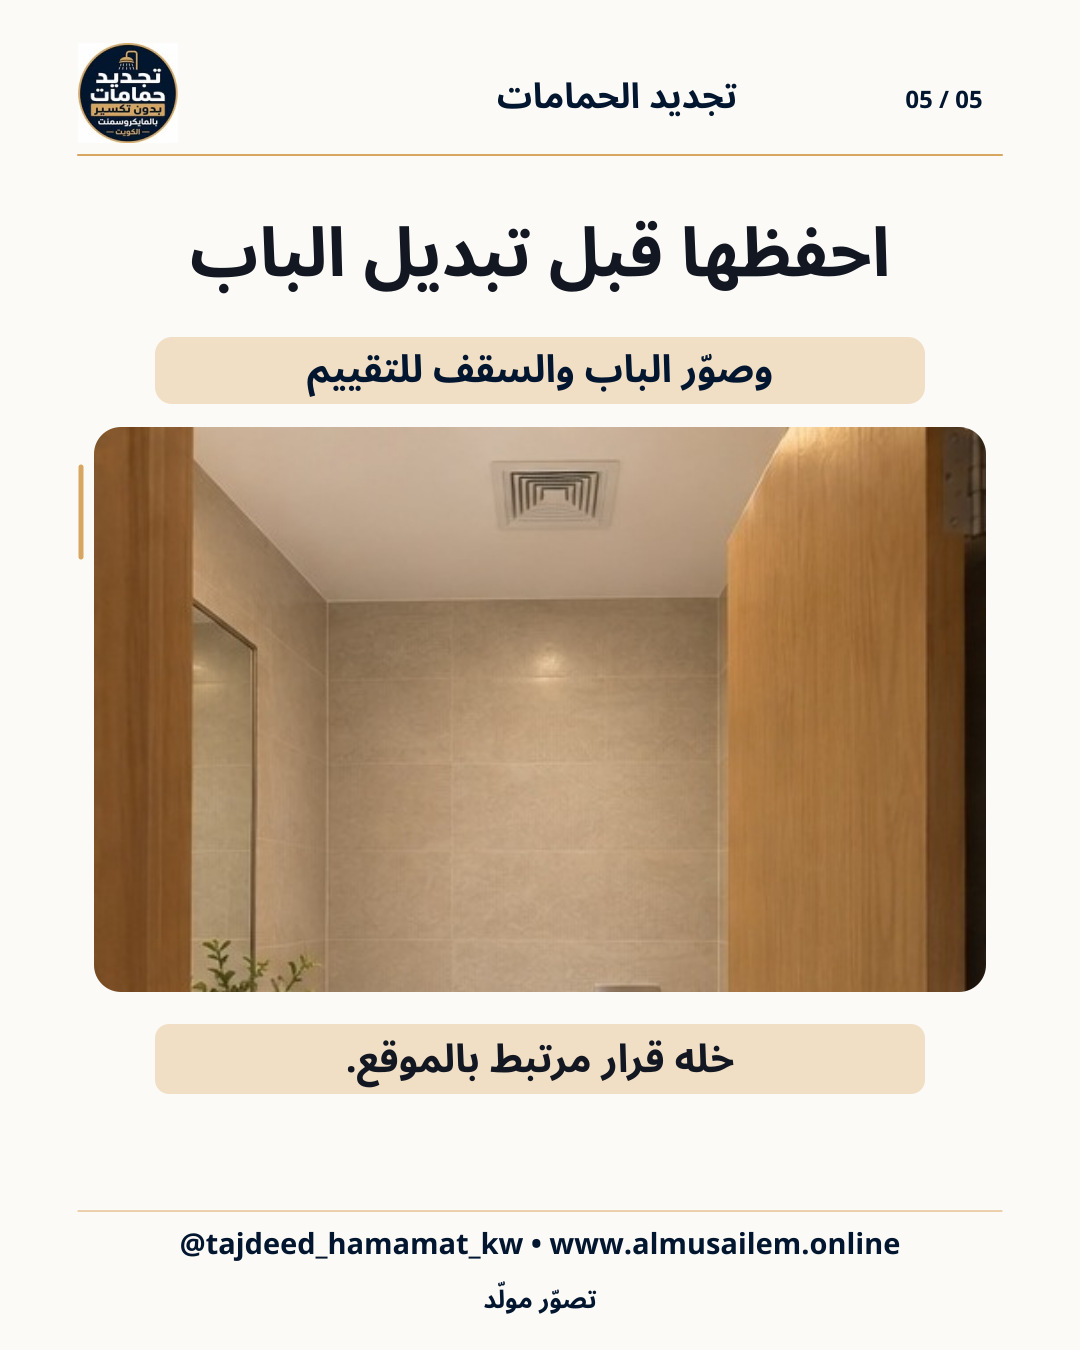 تجديد
حمامات
بدون تكسير
بالمايكروسمنت
الكويت
تجديد الحمامات
05 / 05
احفظها قبل تبديل الباب
وصوّر الباب والسقف للتقييم
خله قرار مرتبط بالموقع.
@tajdeed_hamamat_kw • www.almusailem.online
تصوّر مولّد